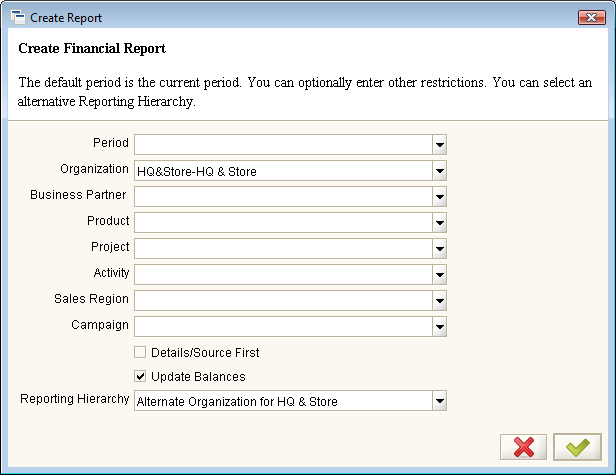 Create Report
Create Financial Report
The default period is the current period. You can optionally enter other restrictions. You can select an
alternative Reporting Hierarchy.
Period
Organization HQ&Store-HQ & Store
Business Partner
Product
Project
Activity
Sales Region
Campaign
Details/Source First
Update Balances
Reporting Hierarchy Alternate Organization for HQ & Store